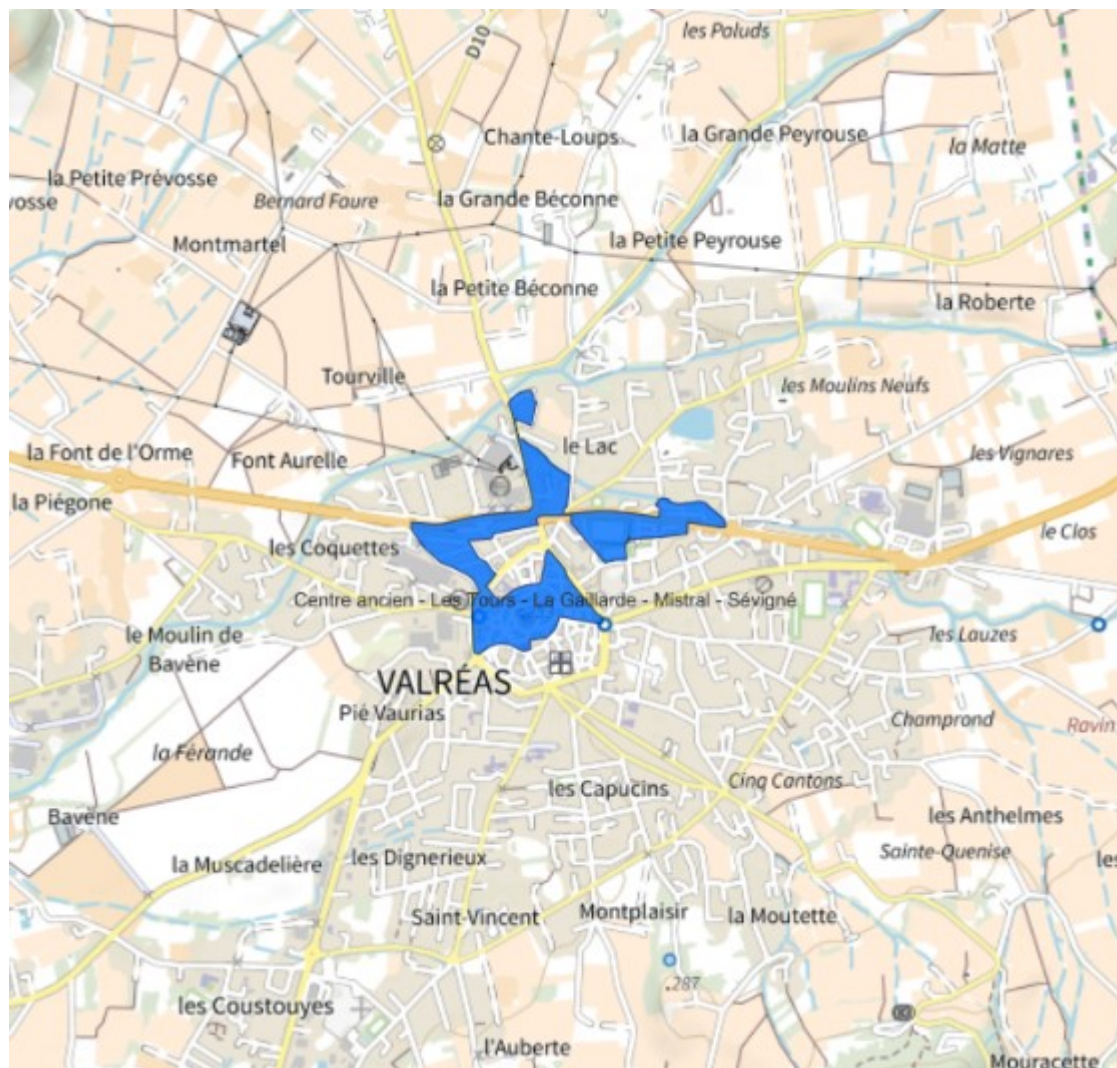 les Paluds
D10
Chante-Loups
la Grande Peyrouse
la Matte
la Petite Prévosse
vosse
Bernard Faure
la Grande Béconne
Montmartel
la Petite Peyrouse
la Petite Béconne
la Roberte
Tourville
les Moulins Neufs
le Lac
la Font de l'Orme
Font Aurelle
les Vignares
la Piégone
le Clos
les Coquettes
Centre ancien - Les Tours - La Gaillarde - Mistral - Sévigné
le Moulin de
Bavène
les Lauzes
VALRÉAS
Pié Vaurias
Champrond
Ravin
la Férande
Cinq Cantons
les Capucins
Bavène
les Anthelmes
la Muscadelière
les Dignerieux
Sainte-Quenise
les
Saint-Vincent
Montplaisir
la Moutette
287
les Coustouyes
l'Auberte
Mouracette